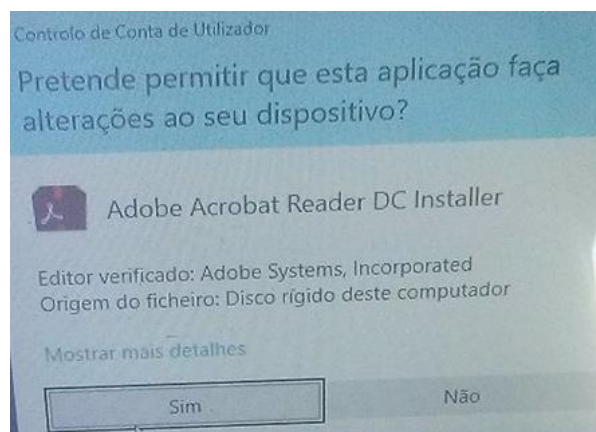 Controlo de Conta de Utilizador
Pretende permitir que esta aplicação faça
alterações ao seu dispositivo?
Adobe Acrobat Reader DC Installer
Editor verificado: Adobe Systems, Incorporated
Origem do ficheiro: Disco rígido deste computador
Mostrar mais detalhes
Sim
Não